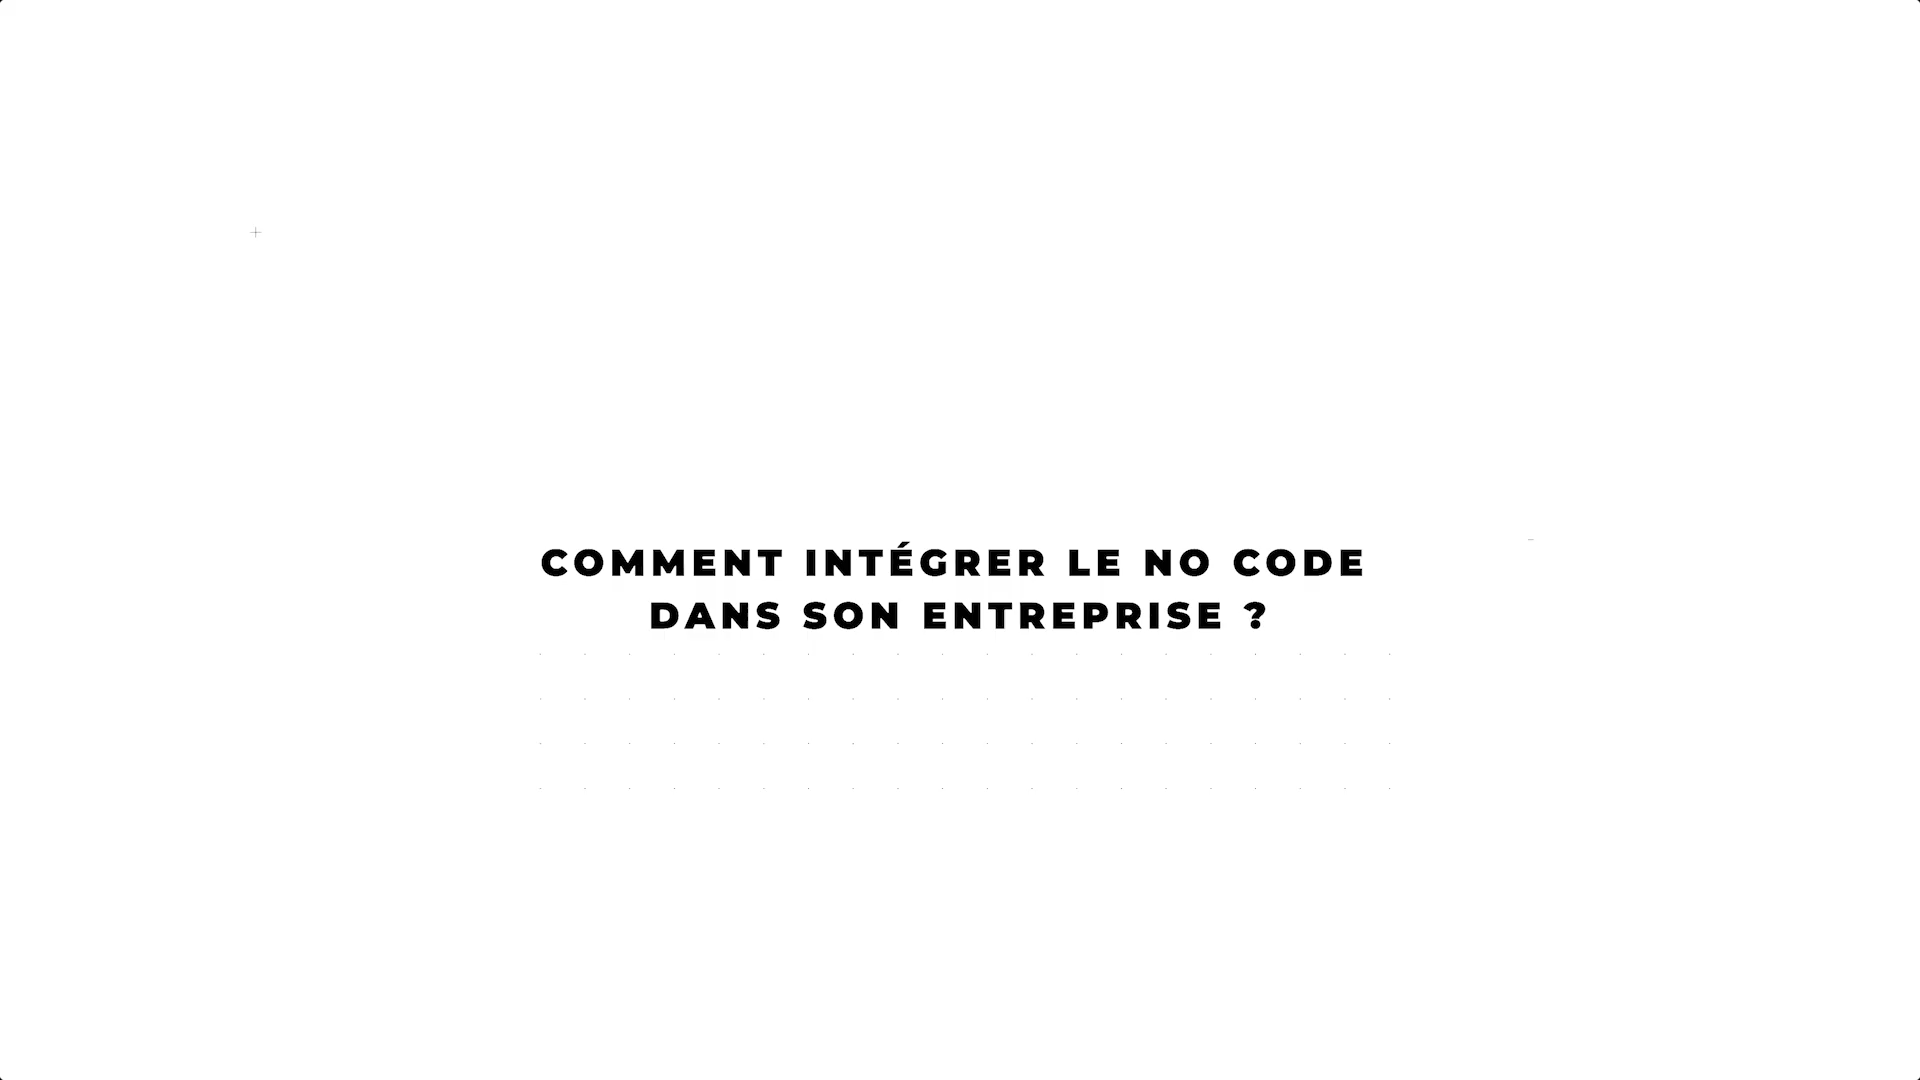 COMMENT INTÉGRER LE NO CODE
DANS SON ENTREPRISE ?